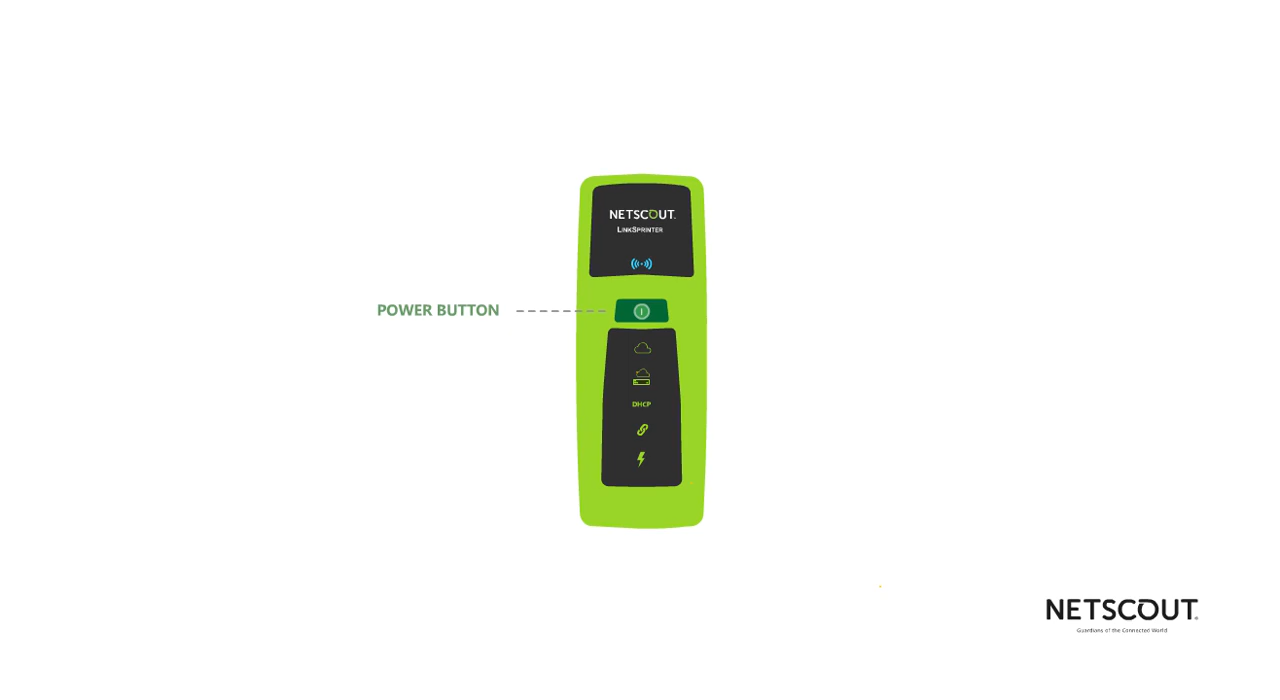 NETSCOUT.
LINKSPRINTER
POWER BUTTON
DHCP
NETSCOUT.
Guardians of the Connected World